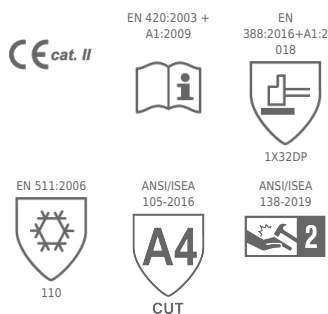 CE cat. II
EN 420:2003 +
A1:2009
i
EN
388:2016+A1:2
018
1X32DP
EN 511:2006
110
ANSI/ISEA
105-2016
A4
CUT
ANSI/ISEA
138-2019
2